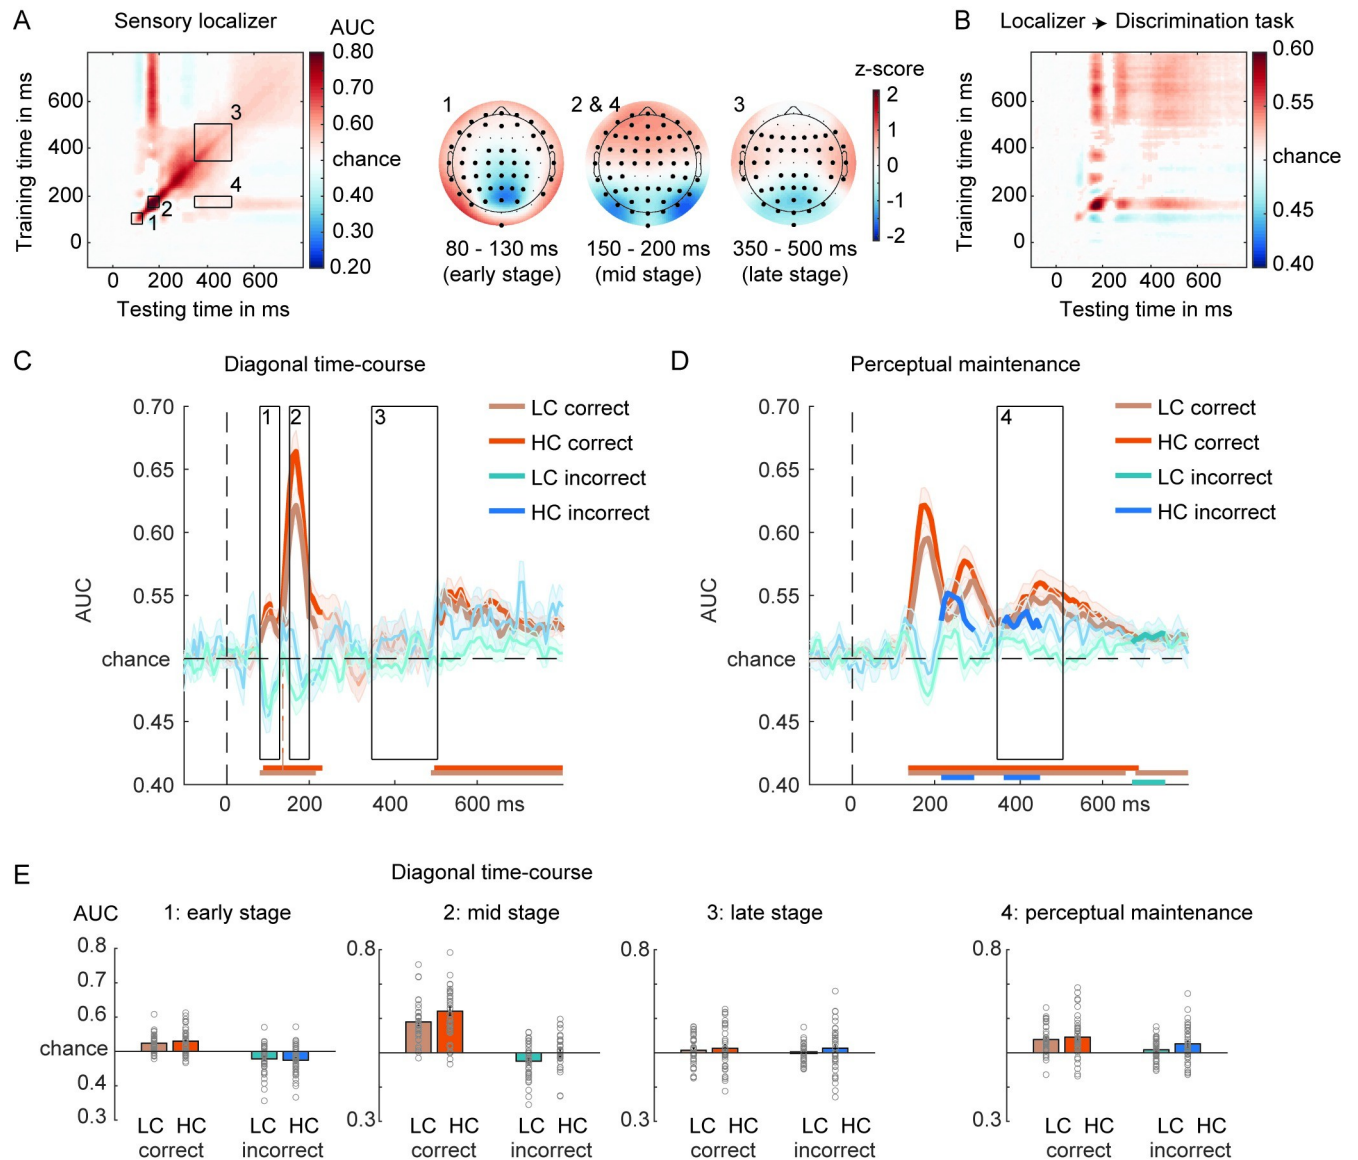 A
Sensory localizer
AUC
0.80
0.70
0.60
chance
0.40
0.30
0.20
Training time in ms
600
400
200
0
3
4
2
1
0
200 400 600
Testing time in ms
z-score
2
1
0
-1
-2
1
2 & 4
3
80 - 130 ms
(early stage)
150 - 200 ms
(mid stage)
350 - 500 ms
(late stage)
B
Localizer → Discrimination task
0.60
0.55
chance
0.45
0.40
Training time in ms
600
400
200
0
0 200 400 600
Testing time in ms
C
Diagonal time-course
0.70
0.65
0.60
0.55
chance
0.45
0.40
AUC
1
2
3
LC correct
HC correct
LC incorrect
HC incorrect
0 200 400 600 ms
D
Perceptual maintenance
0.70
0.65
0.60
0.55
chance
0.45
0.40
AUC
4
LC correct
HC correct
LC incorrect
HC incorrect
0 200 400 600 ms
E
Diagonal time-course
AUC
1: early stage
2: mid stage
3: late stage
4: perceptual maintenance
0.8
0.7
0.6
chance
0.4
0.3
LC HC
correct
LC HC
incorrect
0.8
0.3
LC HC
correct
LC HC
incorrect
0.8
0.3
LC HC
correct
LC HC
incorrect
0.8
0.3
LC HC
correct
LC HC
incorrect